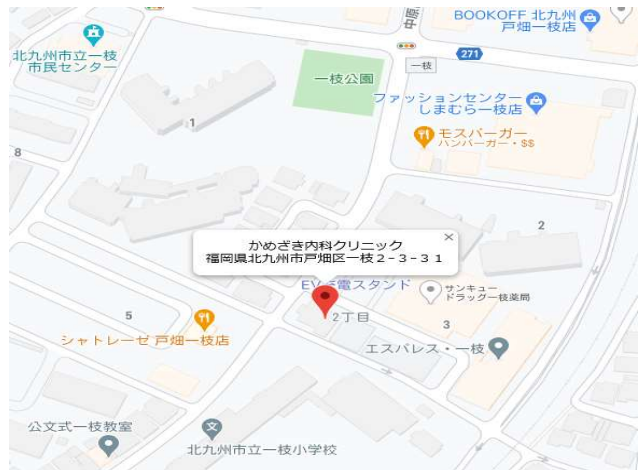 BOOKOFF 北九州
戸畑一枝店
中原
271
北九州市立一枝
市民センター
一枝
一枝公園
ファッションセンター
しまむら一枝店
モスバーガー
ハンバーガー・$$
1
8
2
×
かめざき内科クリニック
福岡県北九州市戸畑区一枝2-3-31
EV充電スタンド
サンキュー
ドラッグ一枝薬局
2丁目
5
3
シャトレーゼ 戸畑一枝店
エスパレス・一枝
公文式一枝教室
文
北九州市立一枝小学校